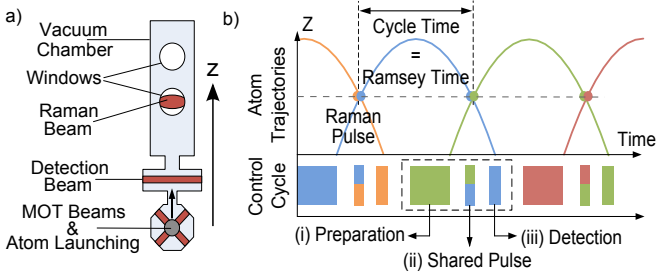 a)
Vacuum
Chamber
Windows
Raman
Beam
Detection
Beam
MOT Beams
&
Atom Launching
Z
b)
Z
Cycle Time
=
Ramsey Time
Atom
Trajectories
Raman
Pulse
Time
Control
Cycle
(i) Preparation
(ii) Shared Pulse
(iii) Detection